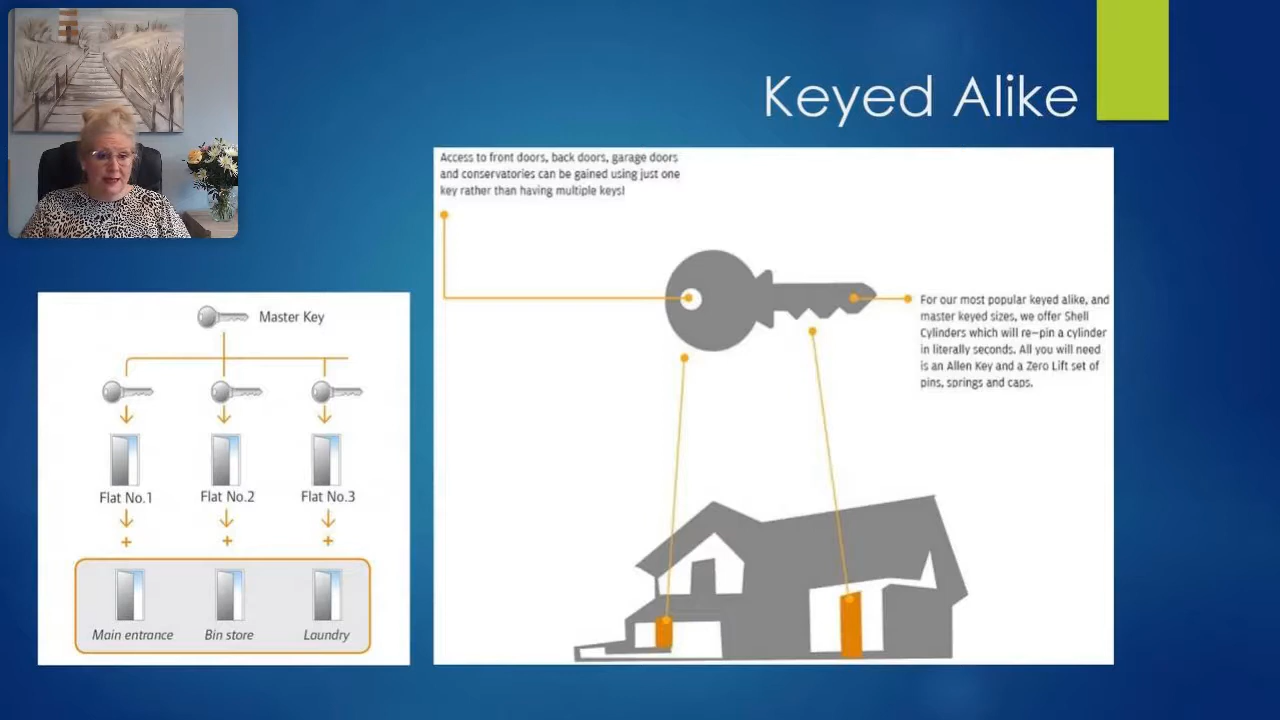 Keyed Alike
Access to front doors, back doors, garage doors
and conservatories can be gained using just one
key rather than having multiple keys!
For our most popular keyed alike, and
master keyed sizes, we offer Shell
Cylinders which will re-pin a cylinder
in literally seconds. All you will need
is an Allen Key and a Zero Lift set of
pins, springs and caps.
Master Key
Flat No.1
Flat No.2
Flat No.3
+
+
+
Main entrance
Bin store
Laundry